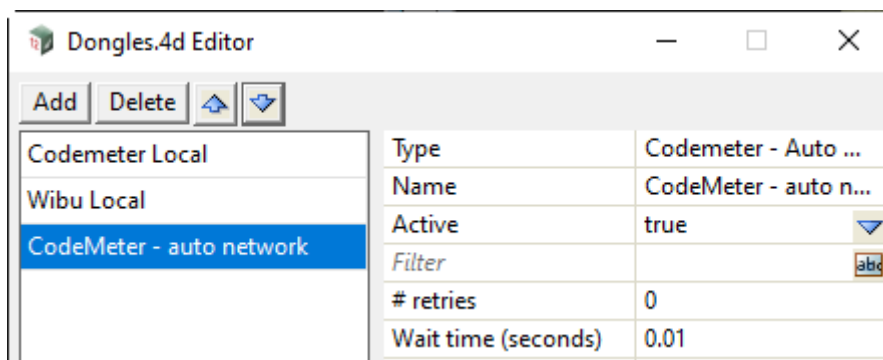 Dongles.4d Editor
Add Delete
Codemeter Local
Wibu Local
CodeMeter - auto network
Type Codemeter - Auto ...
Name CodeMeter - auto n...
Active true
Filter abc
# retries 0
Wait time (seconds) 0.01